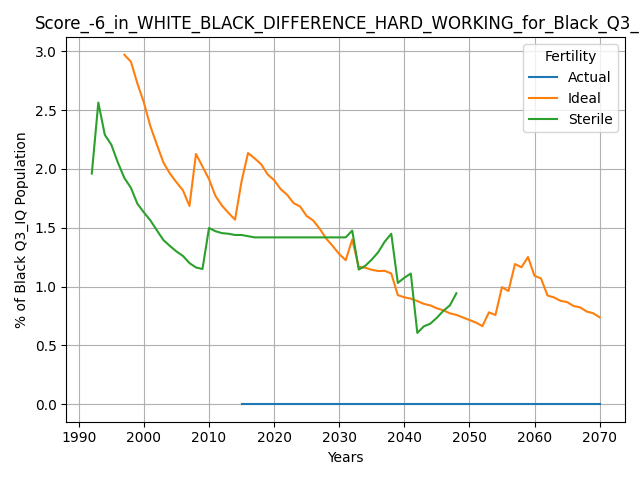 Score_-6_in_WHITE_BLACK_DIFFERENCE_HARD_WORKING_for_Black_Q3_
Fertility
Actual
Ideal
Sterile
% of Black Q3_IQ Population
3.0
2.5
2.0
1.5
1.0
0.5
0.0
1990 2000 2010 2020 2030 2040 2050 2060 2070
Years